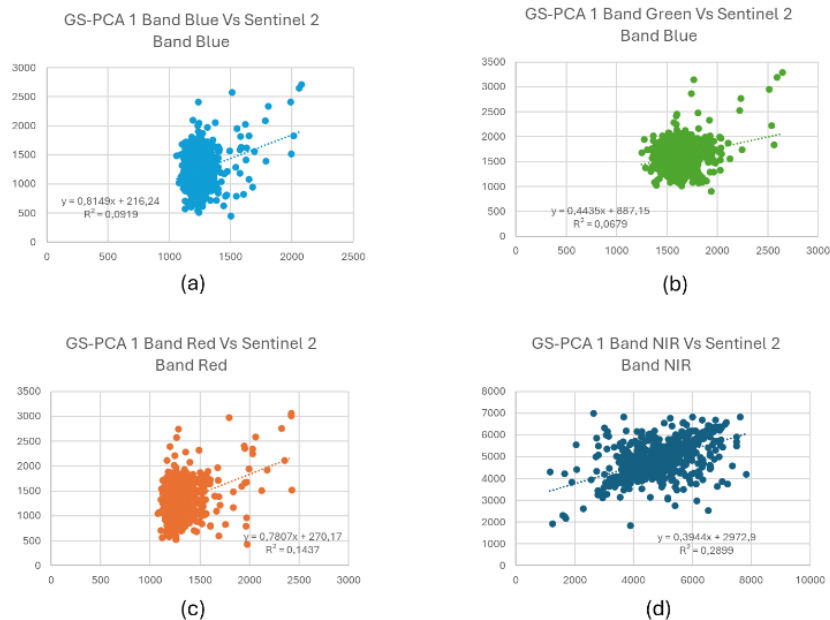 GS-PCA 1 Band Blue Vs Sentinel 2
Band Blue
3000
2500
2000
1500
1000
500
0
0
500
1000
1500
2000
2500
y = 0,8149x + 216,24
R² = 0,0919
(a)
GS-PCA 1 Band Green Vs Sentinel 2
Band Blue
3500
3000
2500
2000
1500
1000
500
0
0
500
1000
1500
2000
2500
3000
y = 0,4435x + 887,15
R² = 0,0679
(b)
GS-PCA 1 Band Red Vs Sentinel 2
Band Red
3500
3000
2500
2000
1500
1000
500
0
0
500
1000
1500
2000
2500
3000
y = 0,7807x + 270,17
R² = 0,1437
(c)
GS-PCA 1 Band NIR Vs Sentinel 2
Band NIR
8000
7000
6000
5000
4000
3000
2000
1000
0
0
2000
4000
6000
8000
10000
y = 0,3944x + 2972,9
R² = 0,2899
(d)